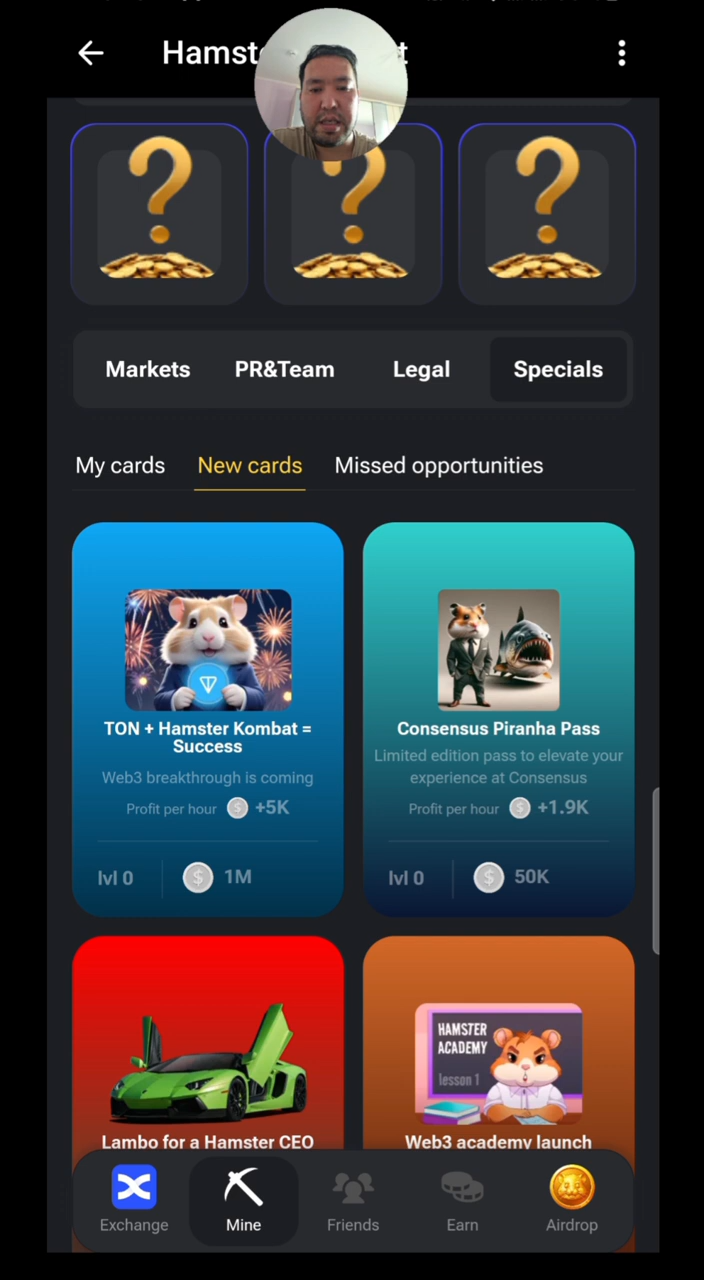 Hamst t
Markets PR&Team Legal Specials
My cards New cards Missed opportunities
TON + Hamster Kombat =
Success
Web3 breakthrough is coming
Profit per hour $ +5K
lvl 0 $ 1M
Consensus Piranha Pass
Limited edition pass to elevate your
experience at Consensus
Profit per hour $ +1.9K
lvl 0 $ 50K
Lambo for a Hamster CEO
HAMSTER
ACADEMY
lesson 1
Web3 academy launch
Exchange Mine Friends Earn Airdrop